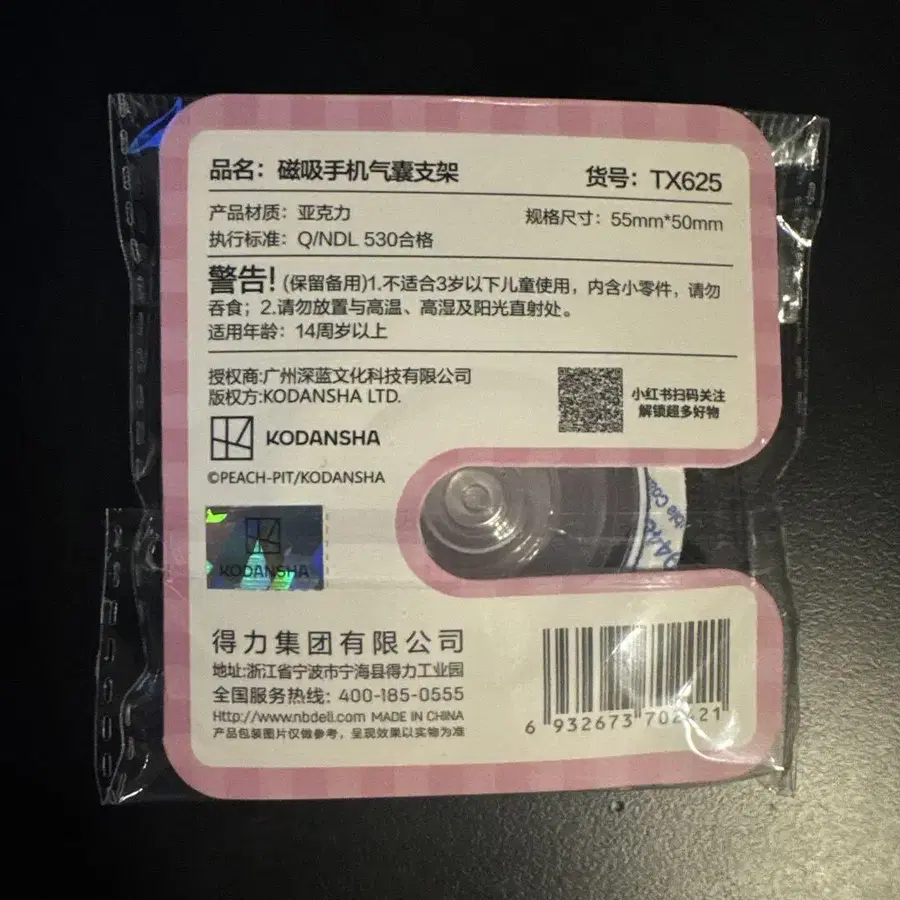 品名：磁吸手机气囊支架 货号：TX625
产品材质：亚克力 规格尺寸：55mm*50mm
执行标准：Q/NDL 530合格
警告! (保留备用)1.不适合3岁以下儿童使用，内含小零件，请勿
吞食；2.请勿放置与高温、高湿及阳光直射处。
适用年龄：14周岁以上
授权商:广州深蓝文化科技有限公司
版权方:KODANSHA LTD.
小红书扫码关注
解锁超多好物
KODANSHA
©PEACH-PIT/KODANSHA
KODANSHA
得力集团有限公司
地址:浙江省宁波市宁海县得力工业园
全国服务热线：400-185-0555
Http://www.nbdeli.com MADE IN CHINA
产品包装图片仅做参考，呈现效果以实物为准
6 932673 702421